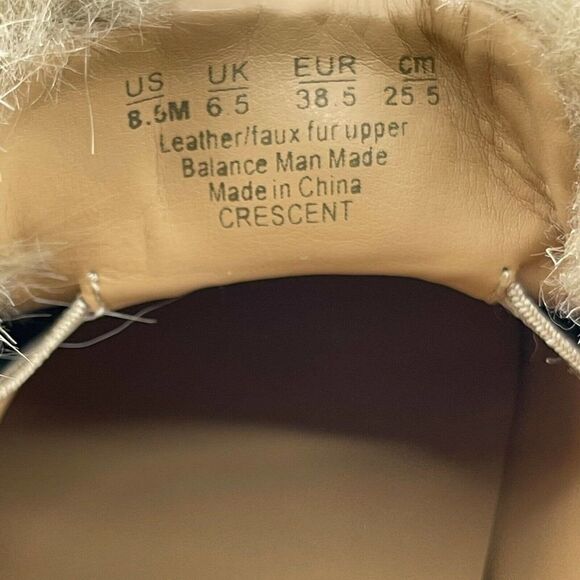 US UK EUR cm
8.5M 6.5 38.5 25.5
Leather/faux fur upper
Balance Man Made
Made in China
CRESCENT